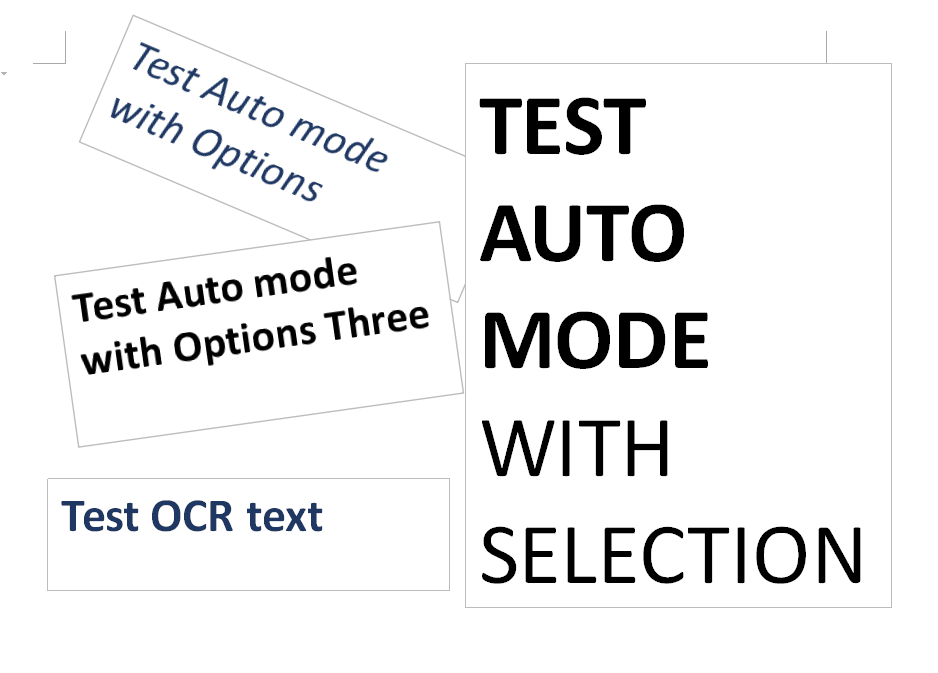 Test Auto mode
with Options
Test Auto mode
with Options Three
Test OCR text
TEST
AUTO
MODE
WITH
SELECTION